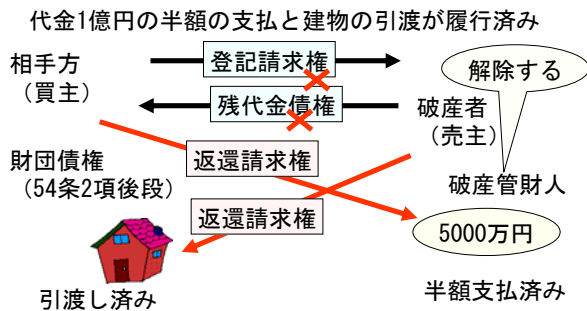 代金1億円の半額の支払と建物の引渡が履行済み
登記請求権
相手方
（買主）
解除する
残代金債権
破産者
（売主）
財団債権
（54条2項後段）
返還請求権
破産管財人
返還請求権
5000万円
引渡し済み
半額支払済み